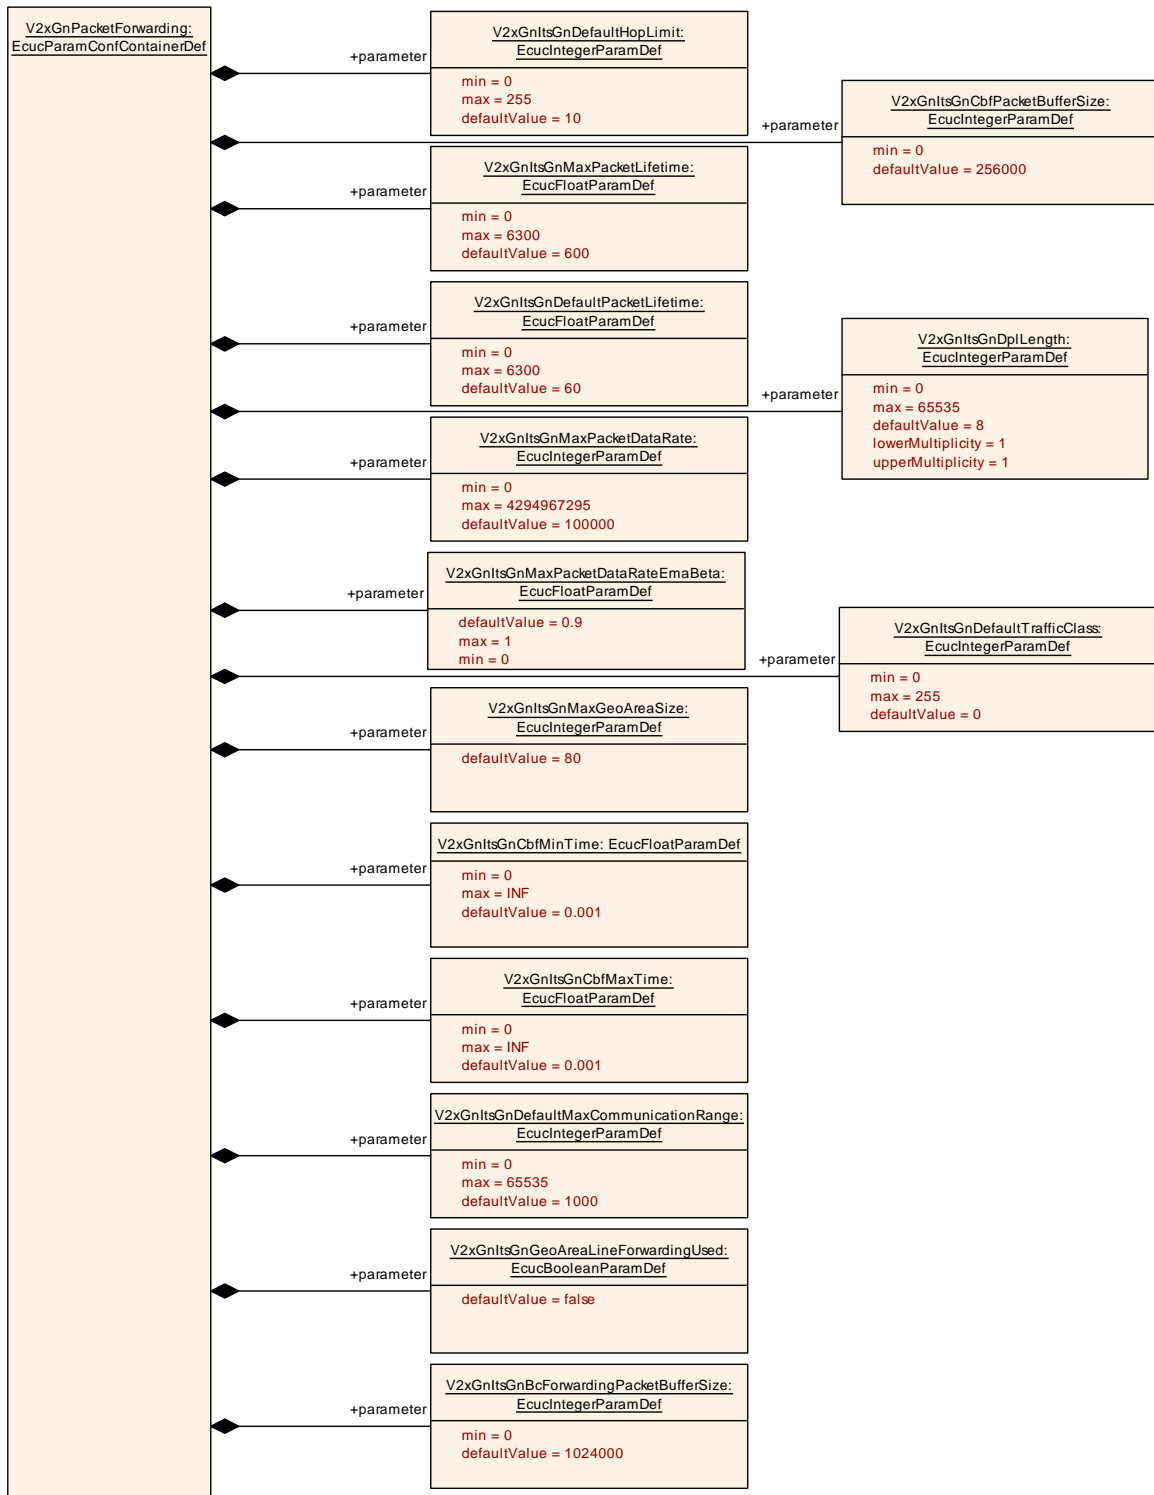 V2xGnPacketForwarding:
EcucParamConfContainerDef
+parameter
V2xGnItsGnDefaultHopLimit:
EcucIntegerParamDef
min = 0
max = 255
defaultValue = 10
+parameter
V2xGnItsGnCbfPacketBufferSize:
EcucIntegerParamDef
min = 0
defaultValue = 256000
+parameter
V2xGnItsGnMaxPacketLifetime:
EcucFloatParamDef
min = 0
max = 6300
defaultValue = 600
+parameter
V2xGnItsGnDefaultPacketLifetime:
EcucFloatParamDef
min = 0
max = 6300
defaultValue = 60
+parameter
V2xGnItsGnDplLength:
EcucIntegerParamDef
min = 0
max = 65535
defaultValue = 8
lowerMultiplicity = 1
upperMultiplicity = 1
+parameter
V2xGnItsGnMaxPacketDataRate:
EcucIntegerParamDef
min = 0
max = 4294967295
defaultValue = 100000
+parameter
V2xGnItsGnMaxPacketDataRateEmaBeta:
EcucFloatParamDef
defaultValue = 0.9
max = 1
min = 0
+parameter
V2xGnItsGnDefaultTrafficClass:
EcucIntegerParamDef
min = 0
max = 255
defaultValue = 0
+parameter
V2xGnItsGnMaxGeoAreaSize:
EcucIntegerParamDef
defaultValue = 80
+parameter
V2xGnItsGnCbfMinTime: EcucFloatParamDef
min = 0
max = INF
defaultValue = 0.001
+parameter
V2xGnItsGnCbfMaxTime:
EcucFloatParamDef
min = 0
max = INF
defaultValue = 0.001
+parameter
V2xGnItsGnDefaultMaxCommunicationRange:
EcucIntegerParamDef
min = 0
max = 65535
defaultValue = 1000
+parameter
V2xGnItsGnGeoAreaLineForwardingUsed:
EcucBooleanParamDef
defaultValue = false
+parameter
V2xGnItsGnBcForwardingPacketBufferSize:
EcucIntegerParamDef
min = 0
defaultValue = 1024000